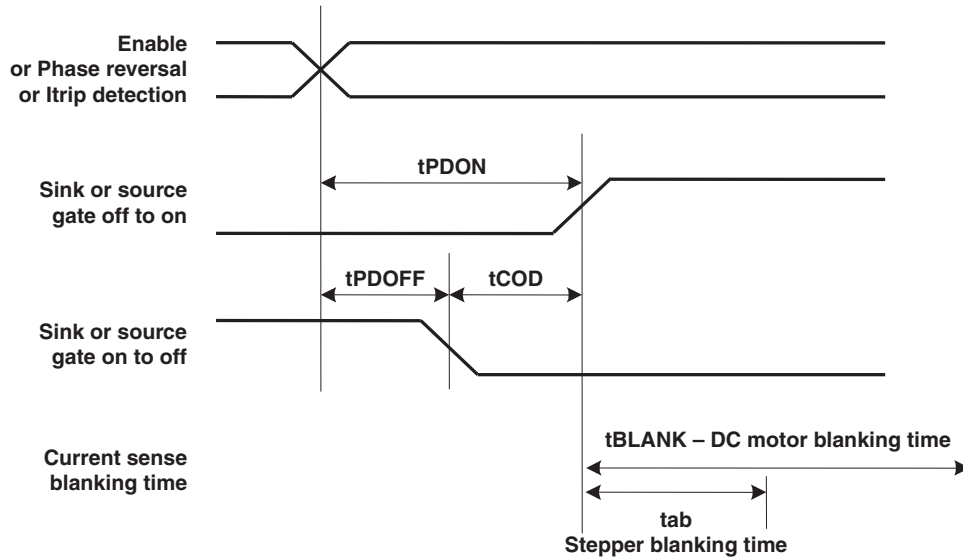 Enable
or Phase reversal
or Itrip detection
tPDON
Sink or source
gate off to on
tPDOFF
tCOD
Sink or source
gate on to off
tBLANK – DC motor blanking time
Current sense
blanking time
tab
Stepper blanking time